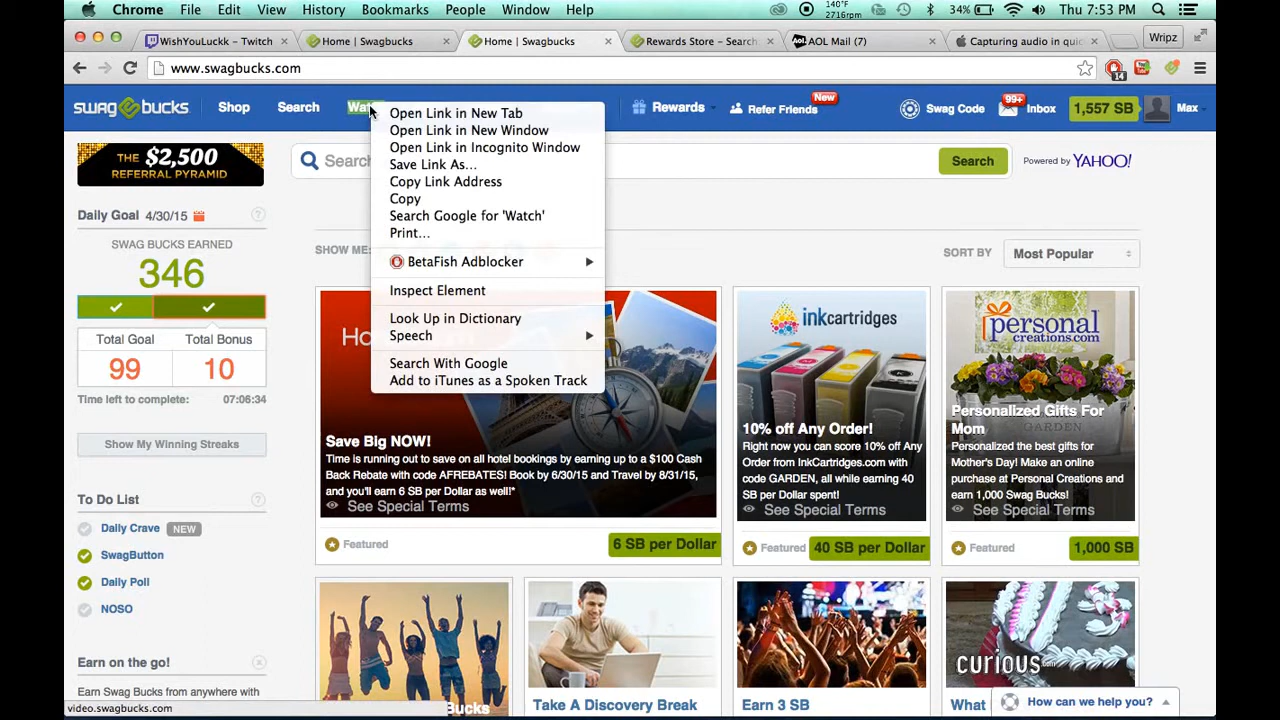 Chrome File Edit View History Bookmarks People Window Help 140°F 2716rpm 34% Thu 7:53 PM
WishYouLuckk - Twitch Home | Swagbucks Home | Swagbucks Rewards Store - Search AOL Mail (7) Capturing audio in quic Wripz
www.swagbucks.com 14
swagbucks Shop Search Rewards Refer Friends New Swag Code 99+ Inbox 1,557 SB Max
Open Link in New Tab
Open Link in New Window
Open Link in Incognito Window
Save Link As...
Copy Link Address
Copy
Search Google for 'Watch'
Print...
BetaFish Adblocker
Inspect Element
Look Up in Dictionary
Speech
Search With Google
Add to iTunes as a Spoken Track
THE $2,500
REFERRAL PYRAMID
Search
Search Powered by YAHOO!
Daily Goal 4/30/15 ?
SWAG BUCKS EARNED
346
Total Goal Total Bonus
99 10
Time left to complete: 07:06:34
Show My Winning Streaks
To Do List ?
Daily Crave NEW
SwagButton
Daily Poll
NOSO
Earn on the go!
Earn Swag Bucks from anywhere with
video.swagbucks.com
SHOW ME: SORT BY Most Popular
Save Big NOW!
Time is running out to save on all hotel bookings by earning up to a $100 Cash
Back Rebate with code AFREBATES! Book by 6/30/15 and Travel by 8/31/15,
and you'll earn 6 SB per Dollar as well!*
See Special Terms
Featured 6 SB per Dollar
inkcartridges
10% off Any Order!
Right now you can score 10% off Any
Order from InkCartridges.com with
code GARDEN, all while earning 40
SB per Dollar spent!
See Special Terms
Featured 40 SB per Dollar
personal
creations.com
GARDEN
Personalized Gifts For
Mom
Personalized the best gifts for
Mother's Day! Make an online
purchase at Personal Creations and
earn 1,000 Swag Bucks!
See Special Terms
Featured 1,000 SB
Bucks
Take A Discovery Break
Earn 3 SB
curious.com
What
How can we help you?